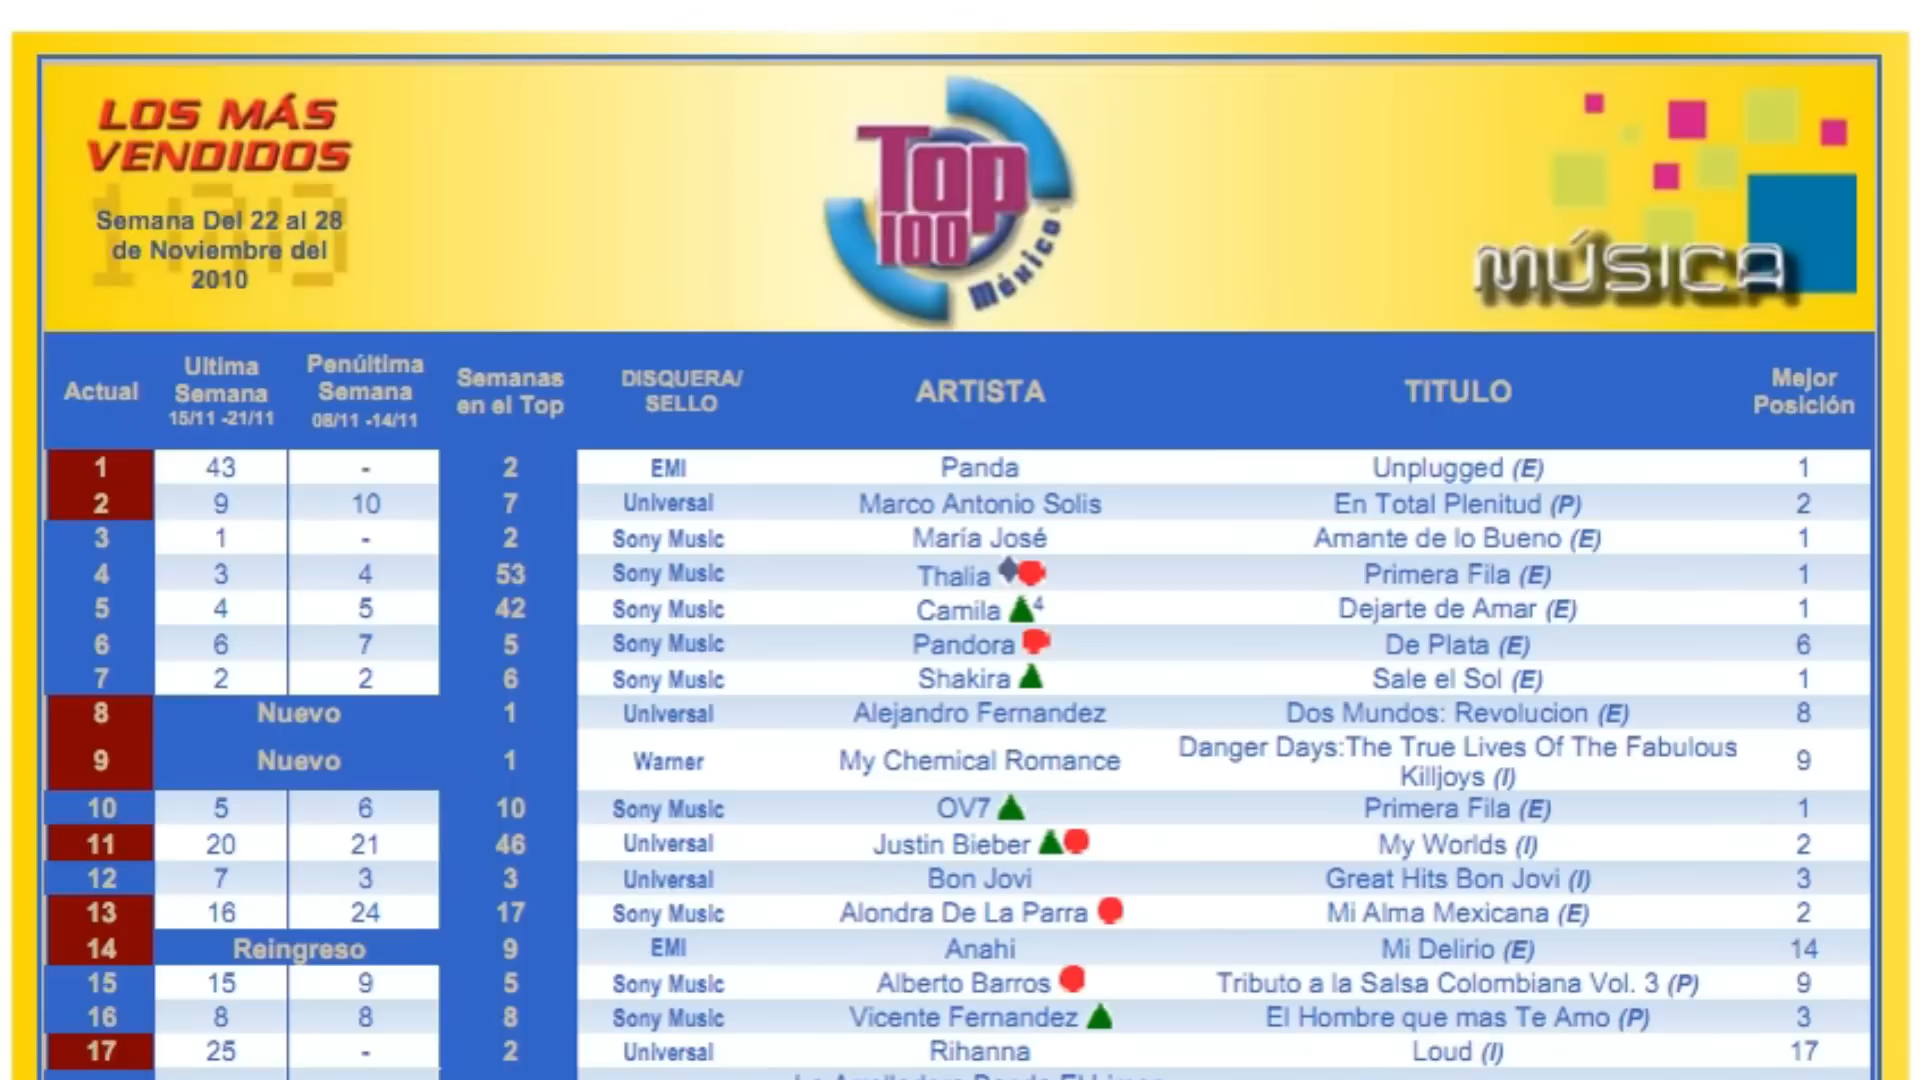 LOS MÁS
VENDIDOS
Semana Del 22 al 28
de Noviembre del
2010
Top
100
México
MÚSICA
Actual Ultima Semana 15/11 -21/11 Penúltima Semana 08/11 -14/11 Semanas en el Top DISQUERA/ SELLO ARTISTA TITULO Mejor Posición
1 43 - 2 EMI Panda Unplugged (E) 1
2 9 10 7 Universal Marco Antonio Solis En Total Plenitud (P) 2
3 1 - 2 Sony Music María José Amante de lo Bueno (E) 1
4 3 4 53 Sony Music Thalia Primera Fila (E) 1
5 4 5 42 Sony Music Camila 4 Dejarte de Amar (E) 1
6 6 7 5 Sony Music Pandora De Plata (E) 6
7 2 2 6 Sony Music Shakira Sale el Sol (E) 1
8 Nuevo 1 Universal Alejandro Fernandez Dos Mundos: Revolucion (E) 8
9 Nuevo 1 Warner My Chemical Romance Danger Days:The True Lives Of The Fabulous Killjoys (I) 9
10 5 6 10 Sony Music OV7 Primera Fila (E) 1
11 20 21 46 Universal Justin Bieber My Worlds (I) 2
12 7 3 3 Universal Bon Jovi Great Hits Bon Jovi (I) 3
13 16 24 17 Sony Music Alondra De La Parra Mi Alma Mexicana (E) 2
14 Reingreso 9 EMI Anahi Mi Delirio (E) 14
15 15 9 5 Sony Music Alberto Barros Tributo a la Salsa Colombiana Vol. 3 (P) 9
16 8 8 8 Sony Music Vicente Fernandez El Hombre que mas Te Amo (P) 3
17 25 - 2 Universal Rihanna Loud (I) 17